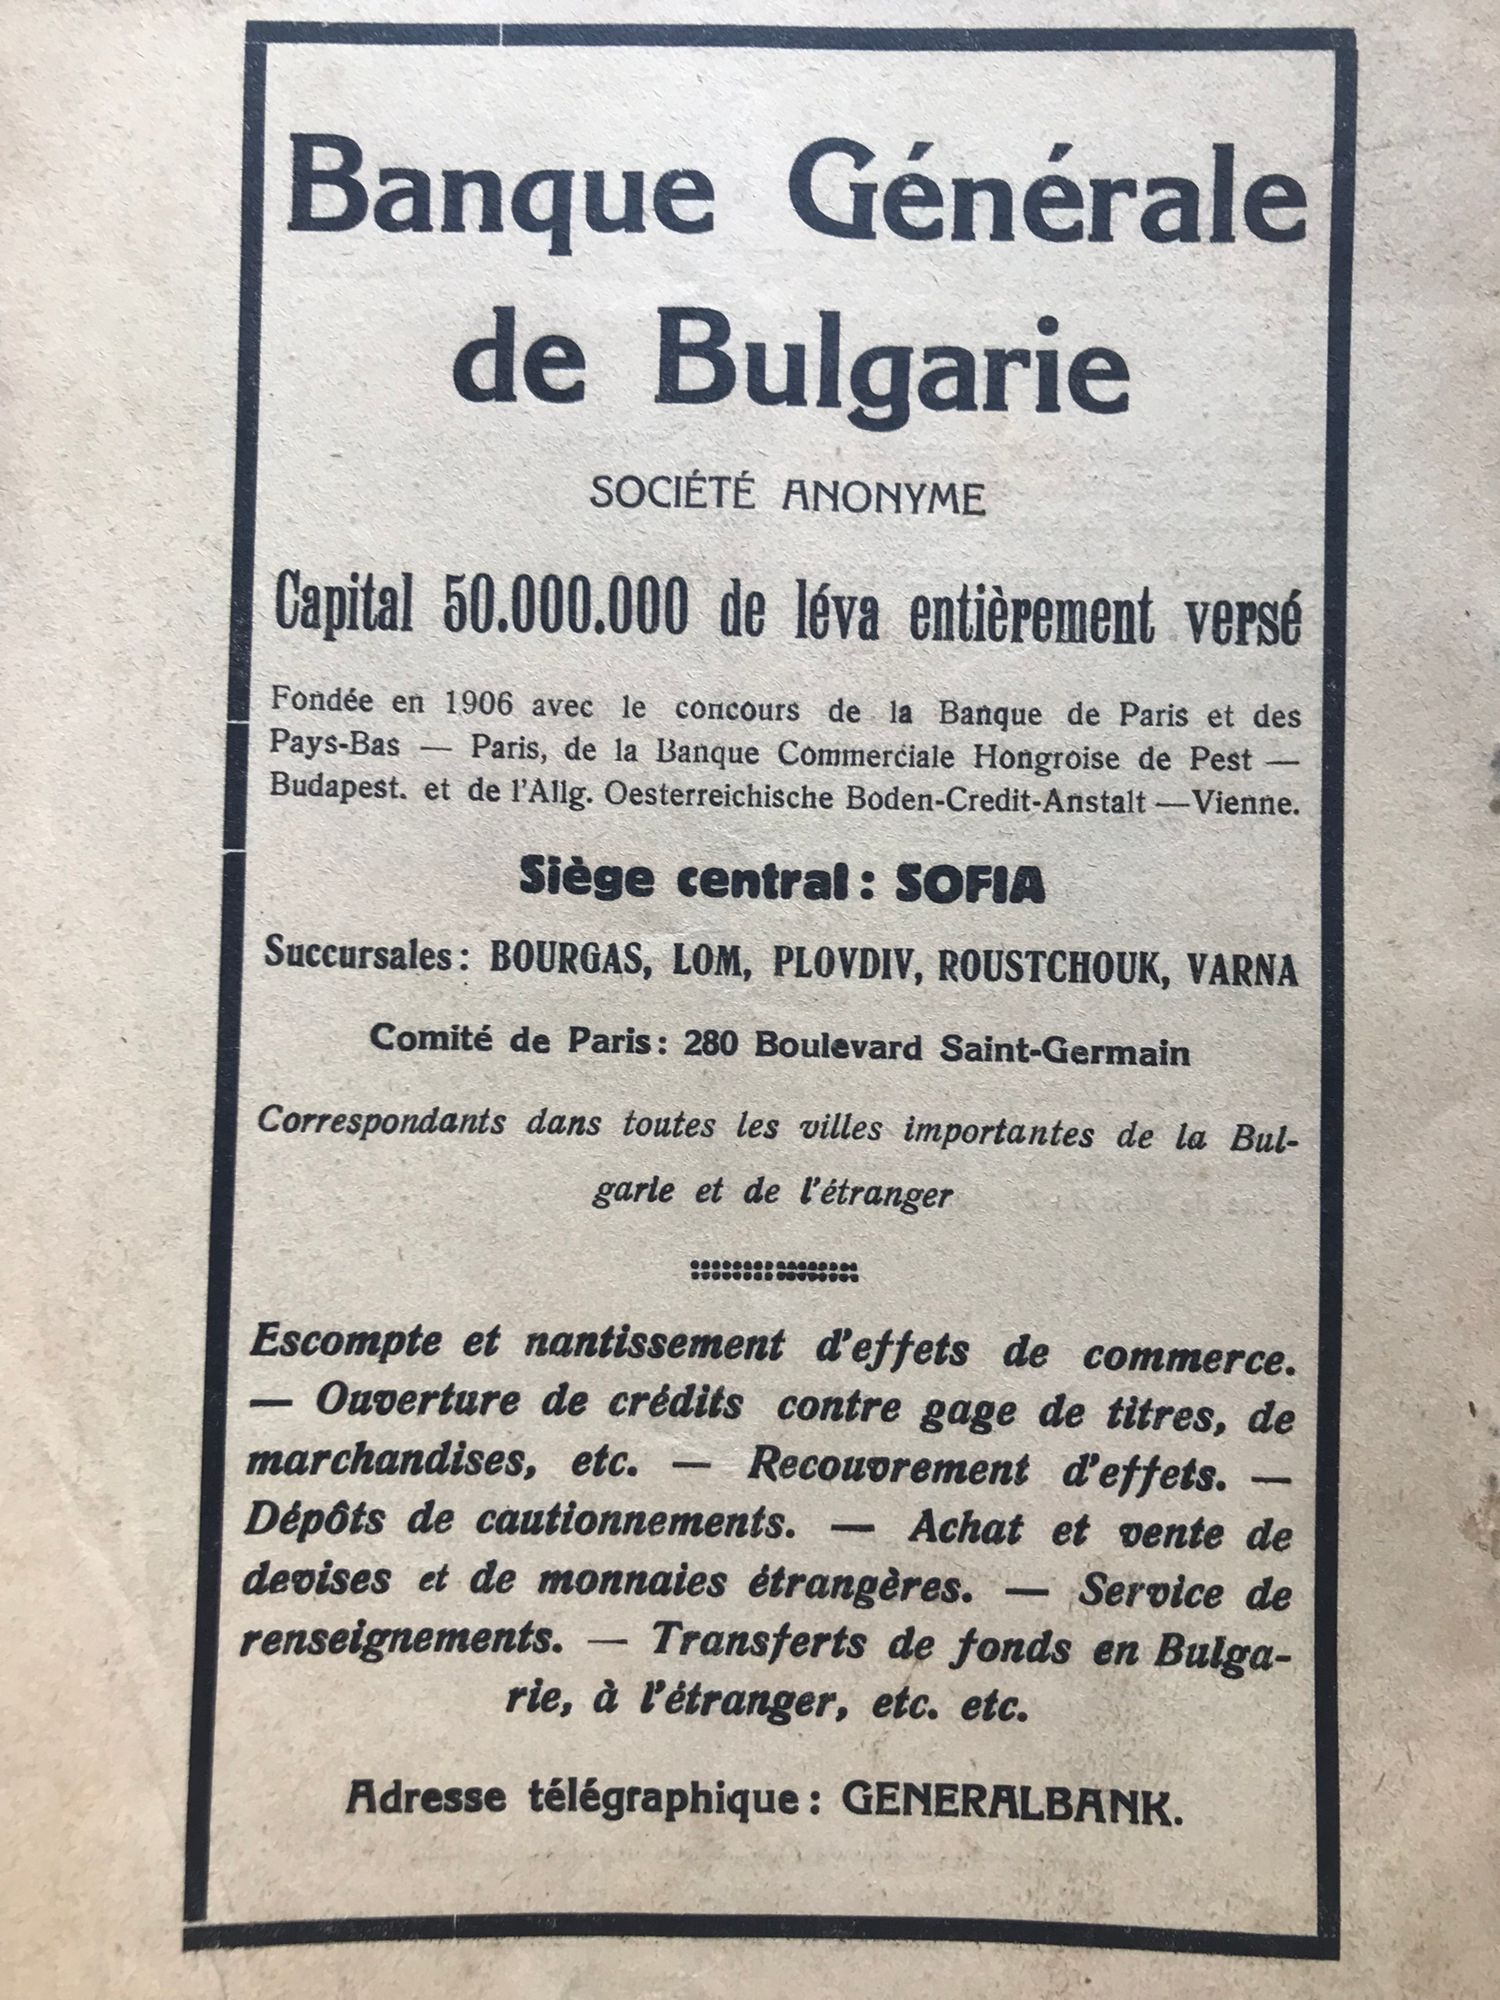 Banque Générale
de Bulgarie
SOCIÉTÉ ANONYME
Capital 50.000.000 de léva entièrement versé
Fondée en 1906 avec le concours de la Banque de Paris et des
Pays-Bas — Paris, de la Banque Commerciale Hongroise de Pest —
Budapest. et de l'Allg. Oesterreichische Boden-Credit-Anstalt —Vienne.
Siège central: SOFIA
Succursales: BOURGAS, LOM, PLOVDIV, ROUSTCHOUK, VARNA
Comité de Paris: 280 Boulevard Saint-Germain
Correspondants dans toutes les villes importantes de la Bul-
garie et de l'étranger
Escompte et nantissement d'effets de commerce.
— Ouverture de crédits contre gage de titres, de
marchandises, etc. — Recouvrement d'effets. —
Dépôts de cautionnements. — Achat et vente de
devises et de monnaies étrangères. — Service de
renseignements. — Transferts de fonds en Bulga-
rie, à l'étranger, etc. etc.
Adresse télégraphique: GENERALBANK.